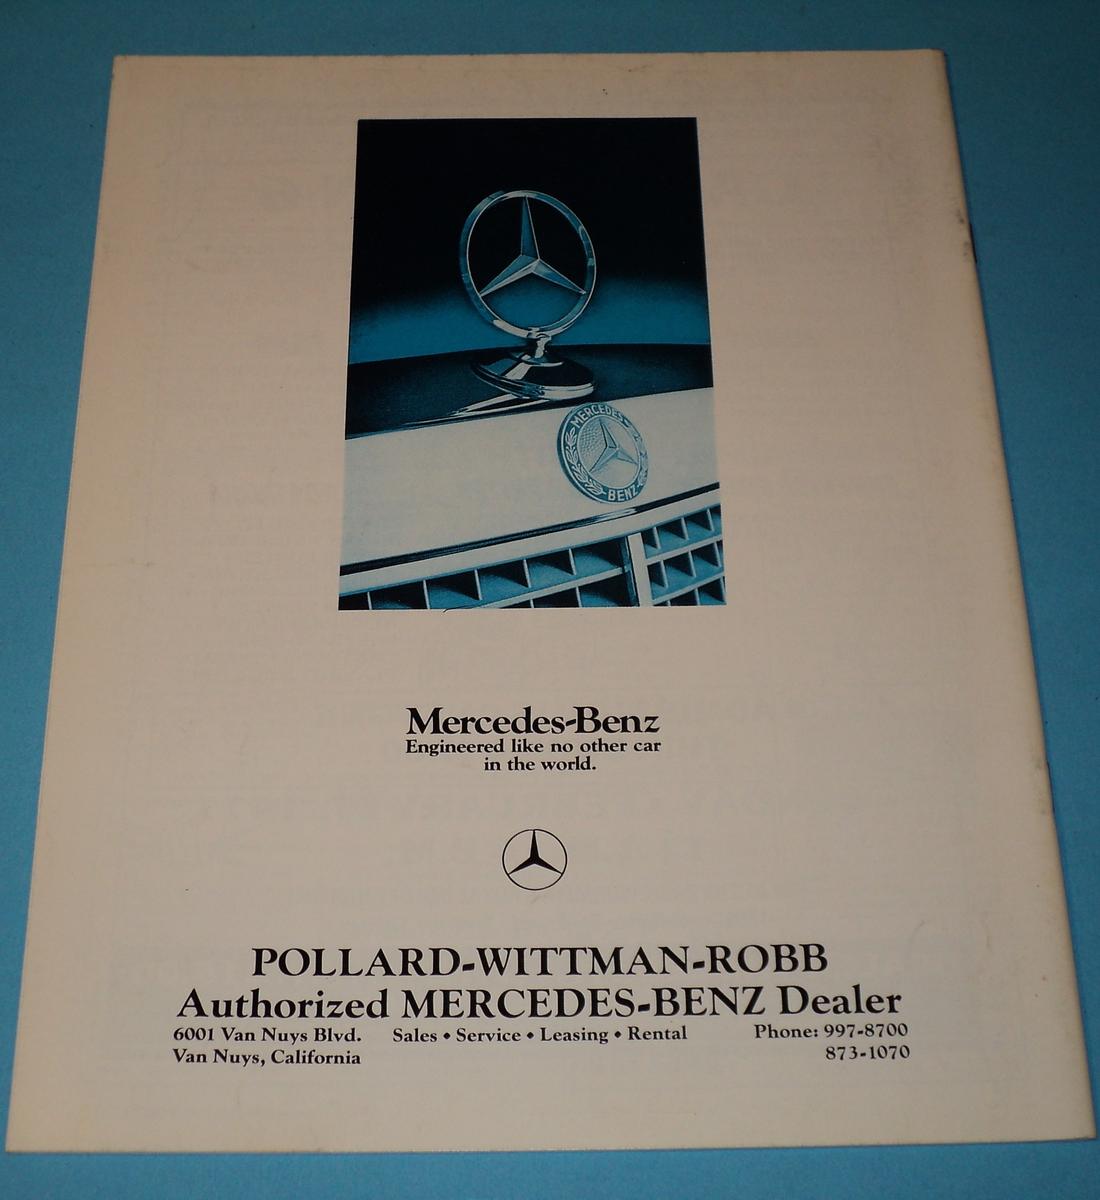 MERCEDES
BENZ
Mercedes-Benz
Engineered like no other car
in the world.
POLLARD-WITTMAN-ROBB
Authorized MERCEDES-BENZ Dealer
6001 Van Nuys Blvd. Sales • Service • Leasing • Rental Phone: 997-8700
Van Nuys, California 873-1070